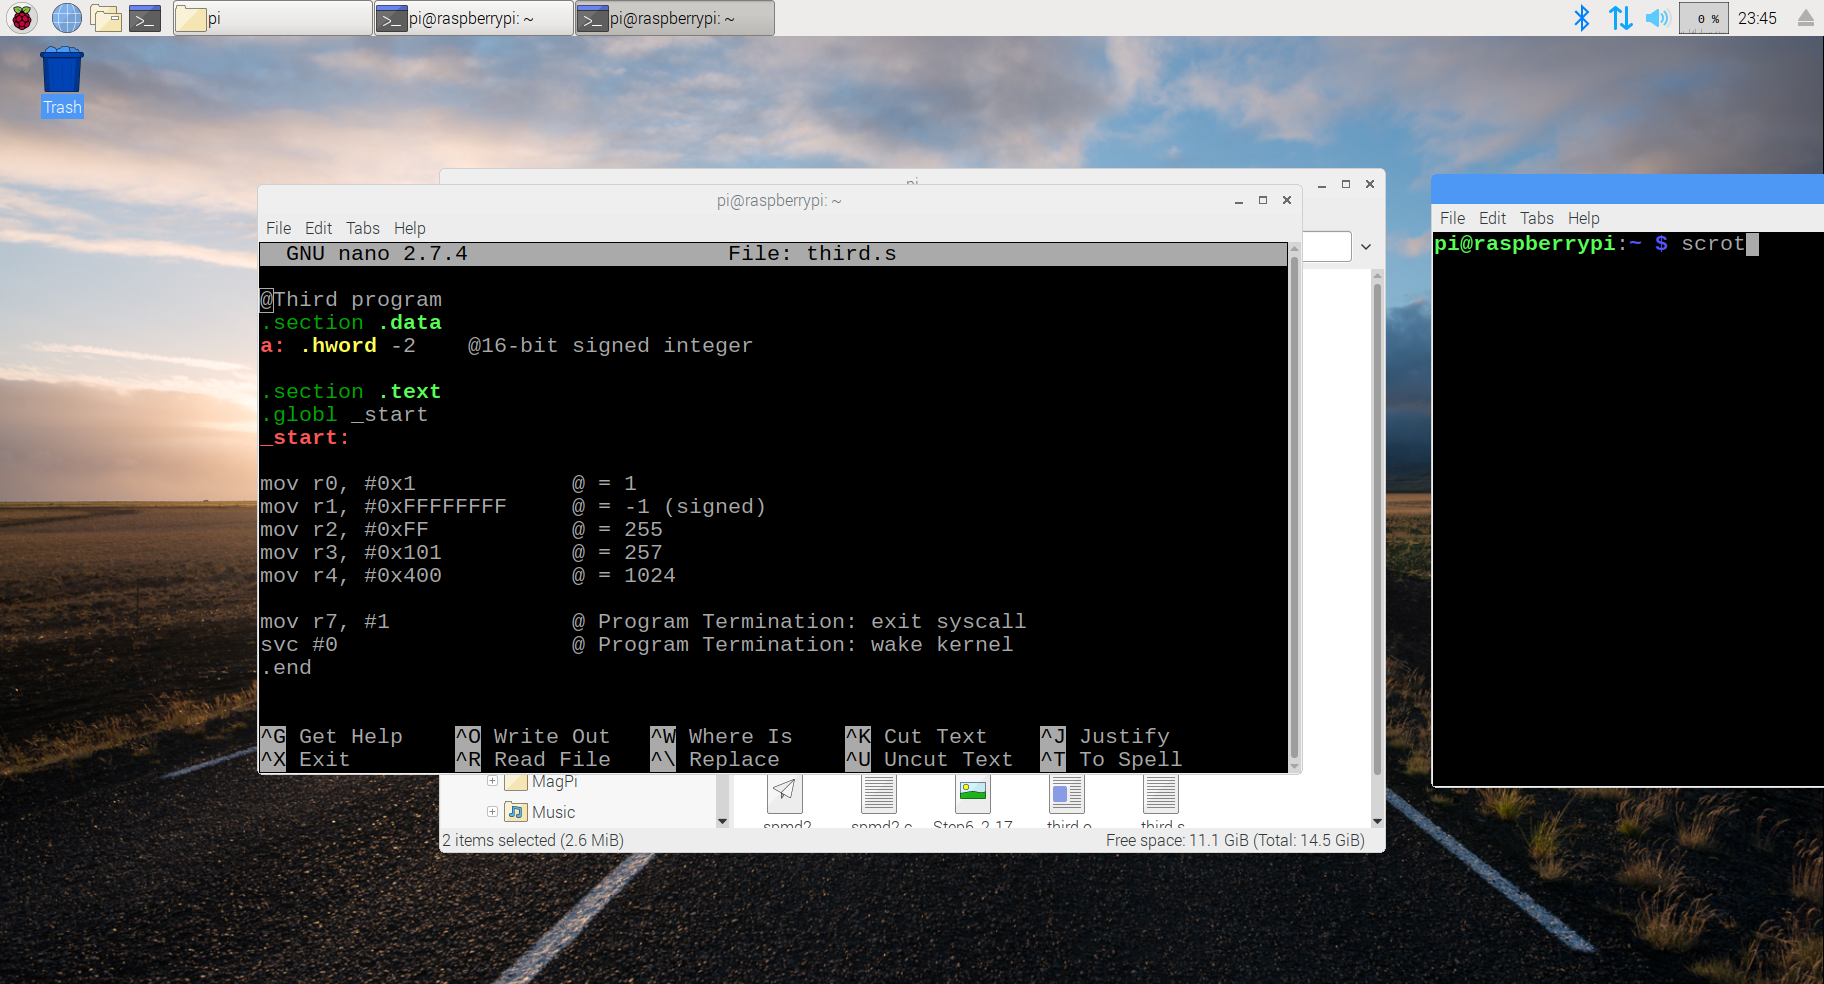 pi
pi@raspberrypi: ~
pi@raspberrypi: ~
0 %
23:45
Trash
pi@raspberrypi: ~
File Edit Tabs Help
GNU nano 2.7.4 File: third.s
@Third program
.section .data
a: .hword -2 @16-bit signed integer
.section .text
.globl _start
_start:
mov r0, #0x1 @ = 1
mov r1, #0xFFFFFFFF @ = -1 (signed)
mov r2, #0xFF @ = 255
mov r3, #0x101 @ = 257
mov r4, #0x400 @ = 1024
mov r7, #1 @ Program Termination: exit syscall
svc #0 @ Program Termination: wake kernel
.end
^G Get Help ^O Write Out ^W Where Is ^K Cut Text ^J Justify
^X Exit ^R Read File ^\ Replace ^U Uncut Text ^T To Spell
MagPi
Music
spmd2 spmd2.c Step6_2.17 third.o third.s
2 items selected (2.6 MiB)
Free space: 11.1 GiB (Total: 14.5 GiB)
File Edit Tabs Help
pi@raspberrypi:~ $ scrot